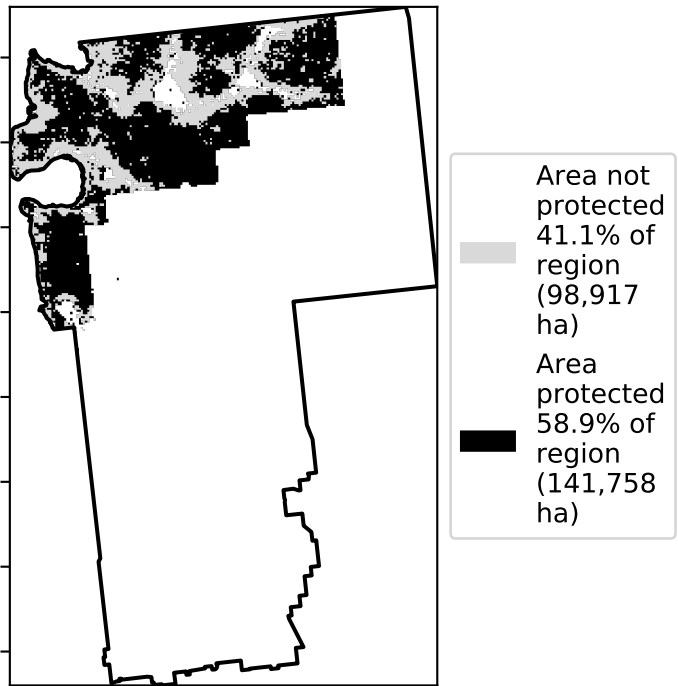 Area not
protected
41.1% of
region
(98,917
ha)
Area
protected
58.9% of
region
(141,758
ha)